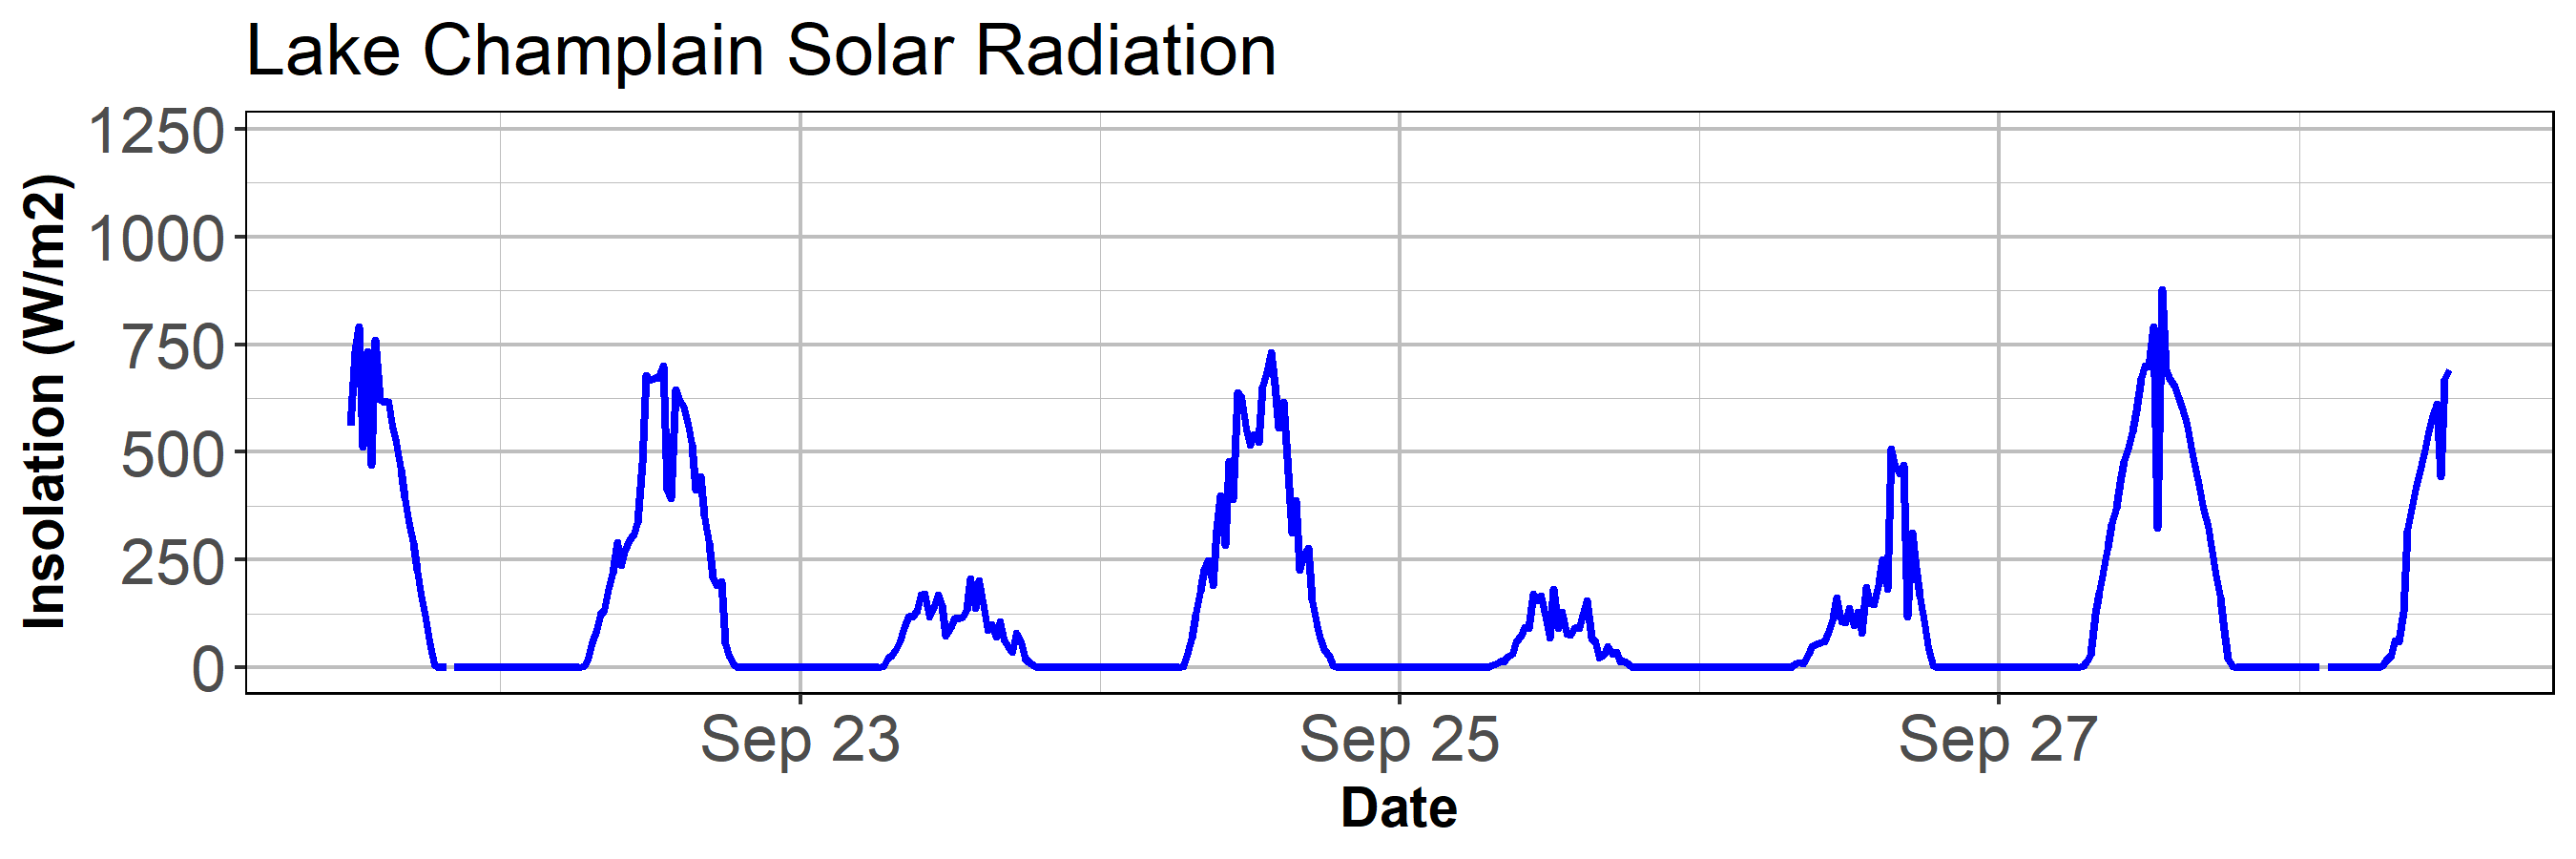 Lake Champlain Solar Radiation
1250
1000
750
500
250
0
Insolation (W/m2)
Sep 23 Sep 25 Sep 27
Date